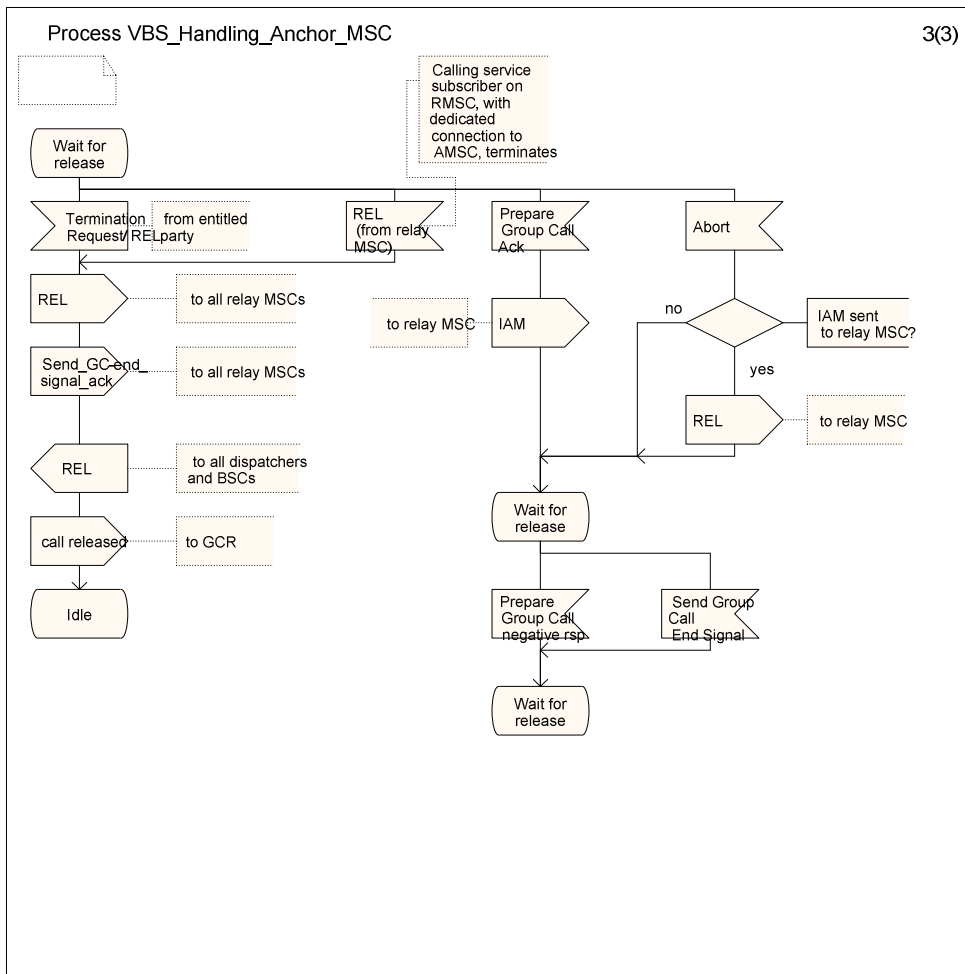 Process VBS_Handling_Anchor_MSC
3(3)
Calling service
subscriber on
RMSC, with
dedicated
connection to
AMSC, terminates
Wait for
release
Termination
Request/ REL
from entitled
party
REL
(from relay
MSC)
Prepare
Group Call
Ack
Abort
REL
to all relay MSCs
to relay MSC
IAM
no
IAM sent
to relay MSC?
Send_GC-end_
signal_ack
to all relay MSCs
yes
REL
to relay MSC
REL
to all dispatchers
and BSCs
Wait for
release
call released
to GCR
Idle
Prepare
Group Call
negative rsp
Send Group
Call
End Signal
Wait for
release